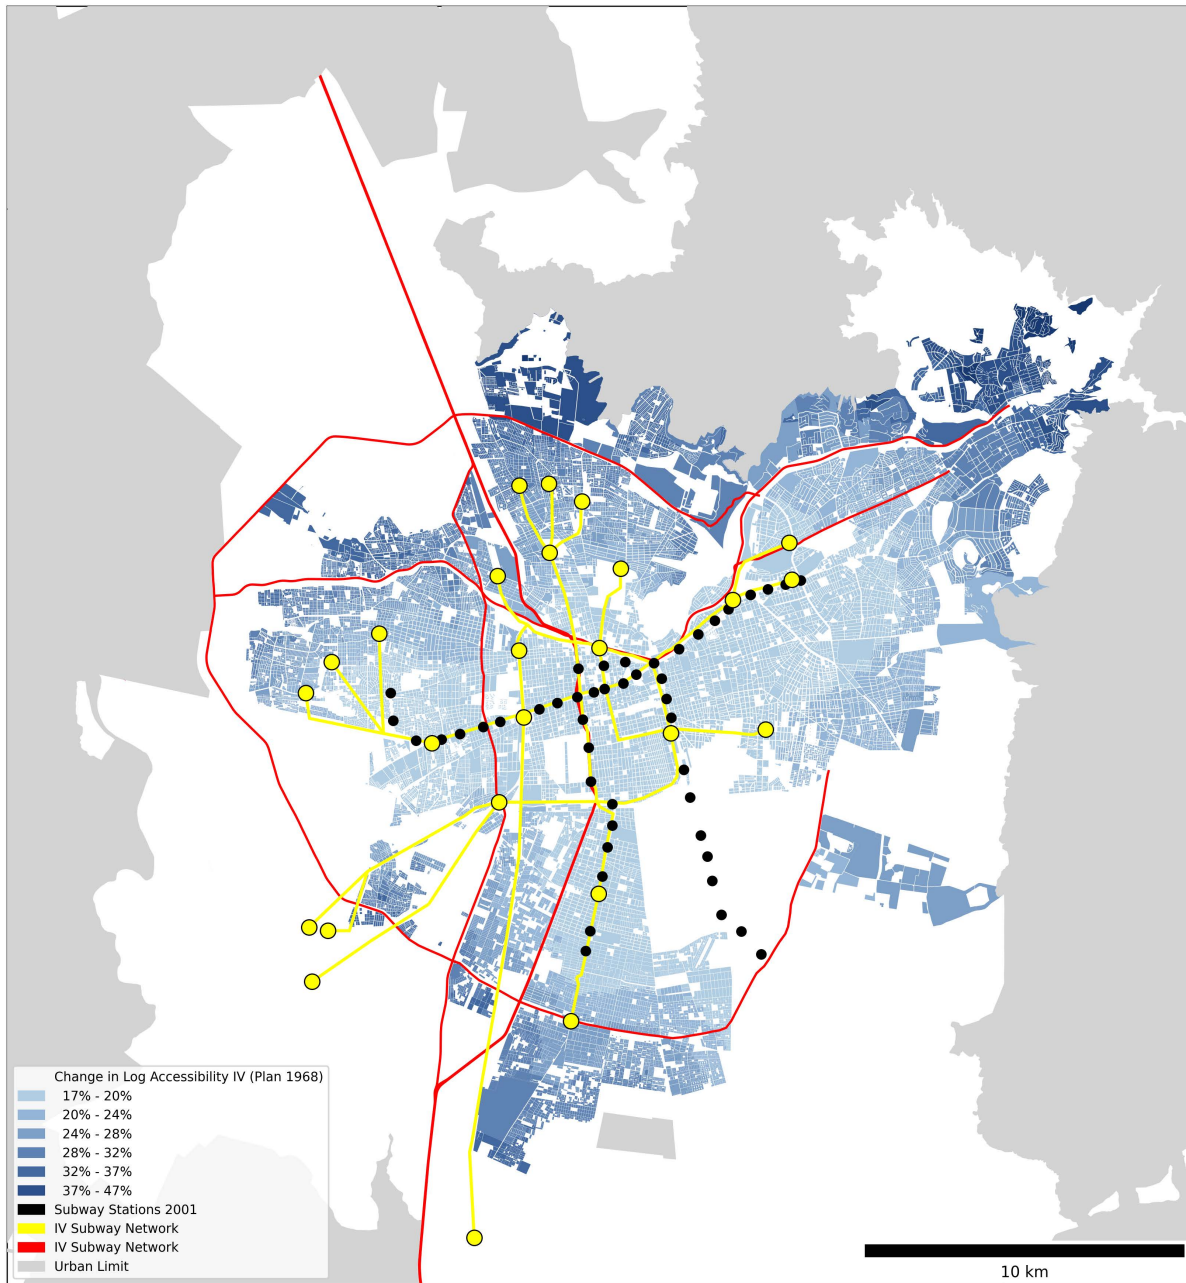 Change in Log Accessibility IV (Plan 1968)
17% - 20%
20% - 24%
24% - 28%
28% - 32%
32% - 37%
37% - 47%
Subway Stations 2001
IV Subway Network
IV Subway Network
Urban Limit
10 km